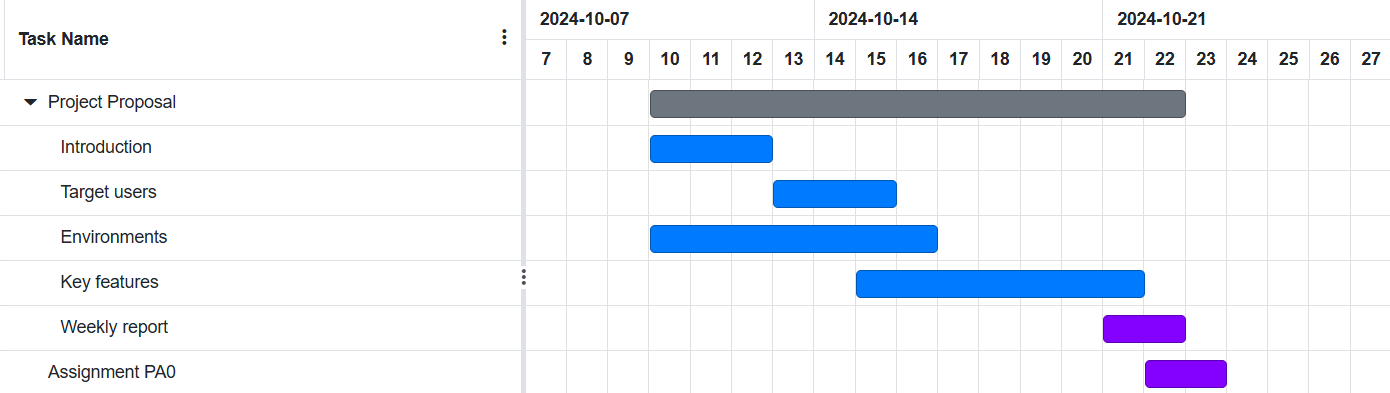 2024-10-07 2024-10-14 2024-10-21
Task Name
7 8 9 10 11 12 13 14 15 16 17 18 19 20 21 22 23 24 25 26 27
Project Proposal
Introduction
Target users
Environments
Key features
Weekly report
Assignment PA0